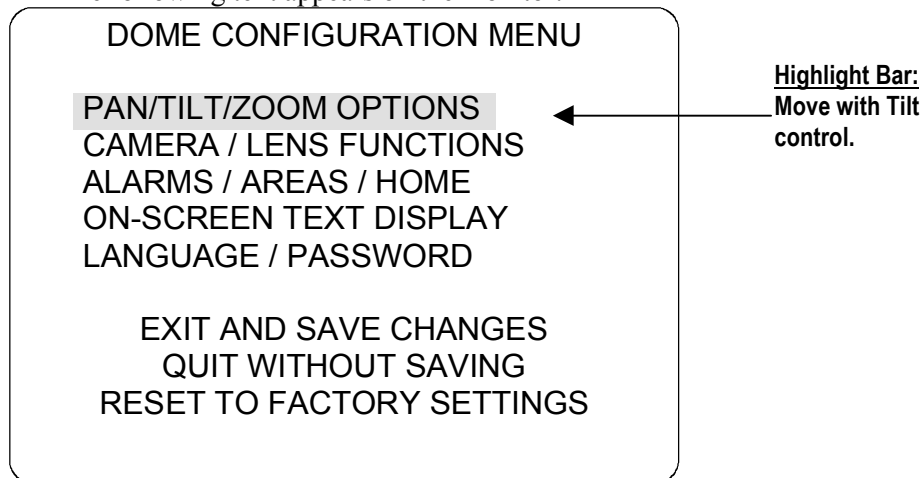 DOME CONFIGURATION MENU
PAN/TILT/ZOOM OPTIONS
CAMERA / LENS FUNCTIONS
ALARMS / AREAS / HOME
ON-SCREEN TEXT DISPLAY
LANGUAGE / PASSWORD
EXIT AND SAVE CHANGES
QUIT WITHOUT SAVING
RESET TO FACTORY SETTINGS
Highlight Bar:
Move with Tilt
control.